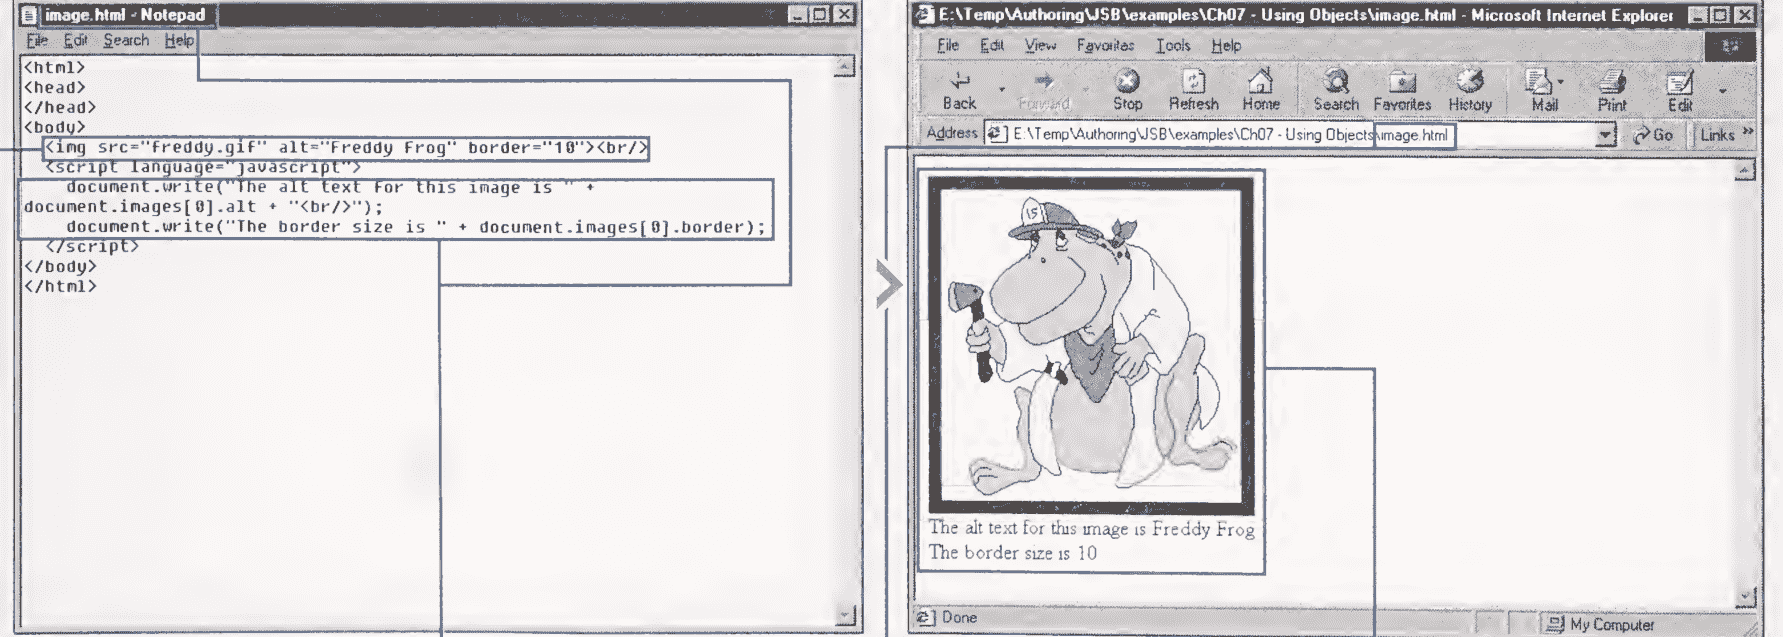 image.html - Notepad
File Edit Search Help
<html>
<head>
</head>
<body>
<img src="freddy.gif" alt="Freddy Frog" border="10"><br/>
<script language="javascript">
document.write("The alt text for this image is " +
document.images[0].alt + "<br/>");
document.write("The border size is " + document.images[0].border);
</script>
</body>
</html>
E:\Temp\Authoring\JSB\examples\Ch07 - Using Objects\image.html - Microsoft Internet Explorer
File Edit View Favorites Tools Help
Back Forward Stop Refresh Home Search Favorites History Mail Print Edit
Address E:\Temp\Authoring\JSB\examples\Ch07 - Using Objects\image.html Go Links »
15
The alt text for this image is Freddy Frog
The border size is 10
Done My Computer